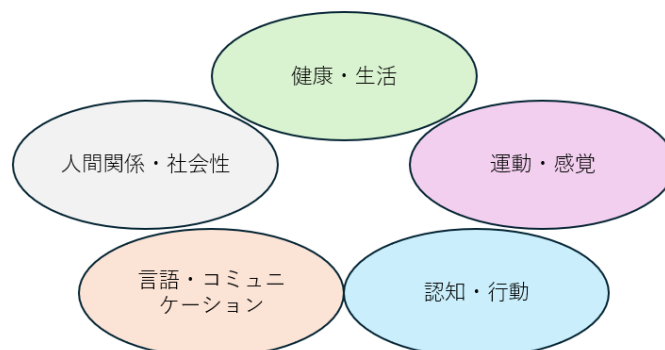 健康・生活
人間関係・社会性
運動・感覚
言語・コミュニ
ケーション
認知・行動